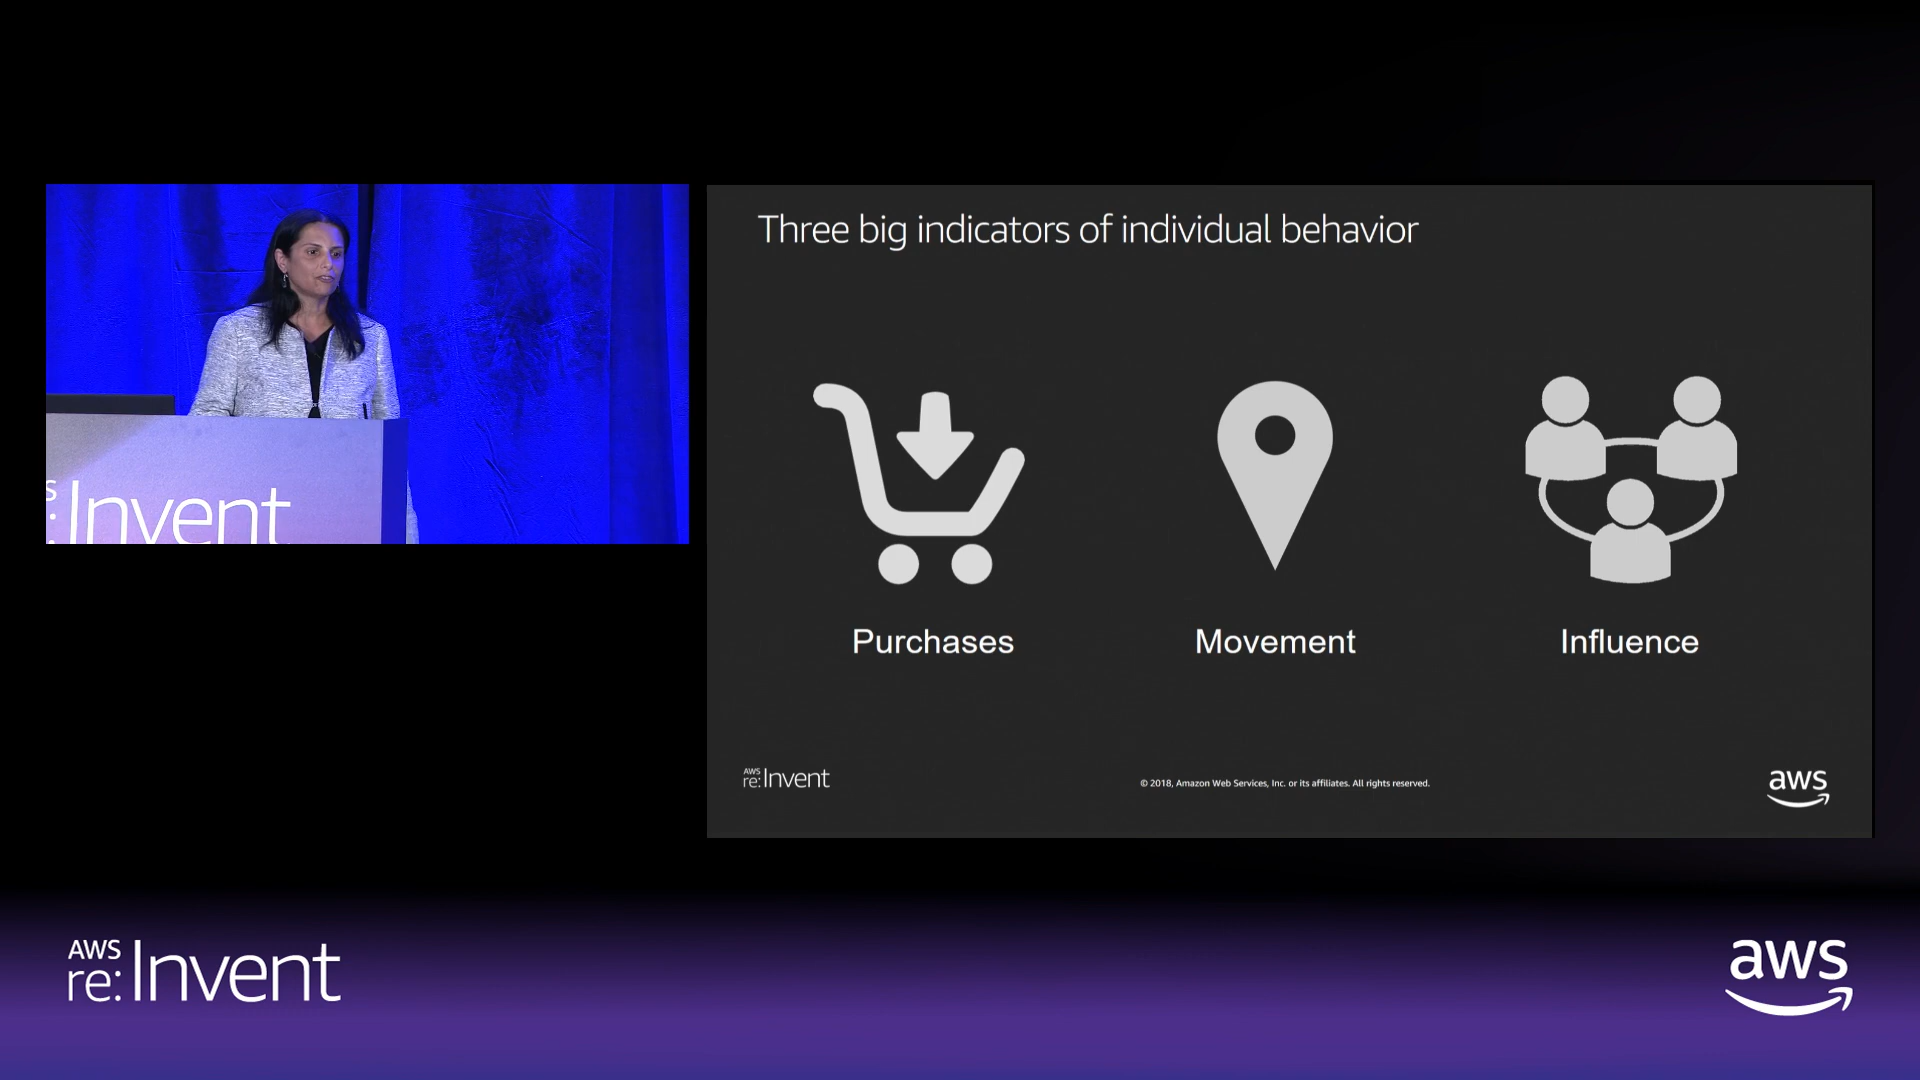 Three big indicators of individual behavior
Purchases
Movement
Influence
AWS
re:Invent
© 2018, Amazon Web Services, Inc. or its affiliates. All rights reserved.
aws
s
:Invent
AWS
re:Invent
aws